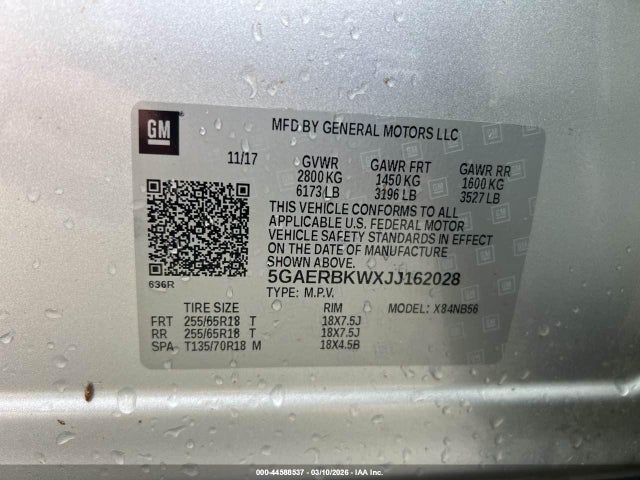 GM
MFD BY GENERAL MOTORS LLC
11/17 GVWR GAWR FRT GAWR RR
2800 KG 1450 KG 1600 KG
6173 LB 3196 LB 3527 LB
THIS VEHICLE CONFORMS TO ALL
APPLICABLE U.S. FEDERAL MOTOR
VEHICLE SAFETY STANDARDS IN EFFECT
ON THE DATE OF MANUFACTURE
SHOWN ABOVE.
636R
5GAERBKWXJJ162028
TYPE: M.P.V.
TIRE SIZE RIM MODEL: X84NB56
FRT 255/65R18 T 18X7.5J
RR 255/65R18 T 18X7.5J
SPA T135/70R18 M 18X4.5B
000-44588537 - 03/10/2026 - IAA Inc.